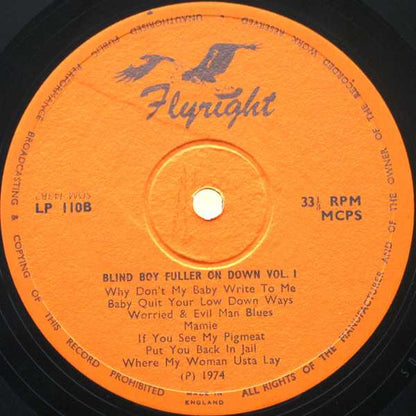 Flyright
LP 110B
33⅓ RPM
MCPS
BLIND BOY FULLER ON DOWN VOL. 1
Why Don't My Baby Write To Me
Baby Quit Your Low Down Ways
Worried & Evil Man Blues
Mamie
If You See My Pigmeat
Put You Back In Jail
Where My Woman Usta Lay
(P) 1974
MADE IN
ENGLAND
ALL RIGHTS OF THE MANUFACTURER AND OF THE OWNER OF THE RECORDED WORK RESERVED
UNAUTHORISED PUBLIC PERFORMANCE BROADCASTING & COPYING OF THIS RECORD PROHIBITED